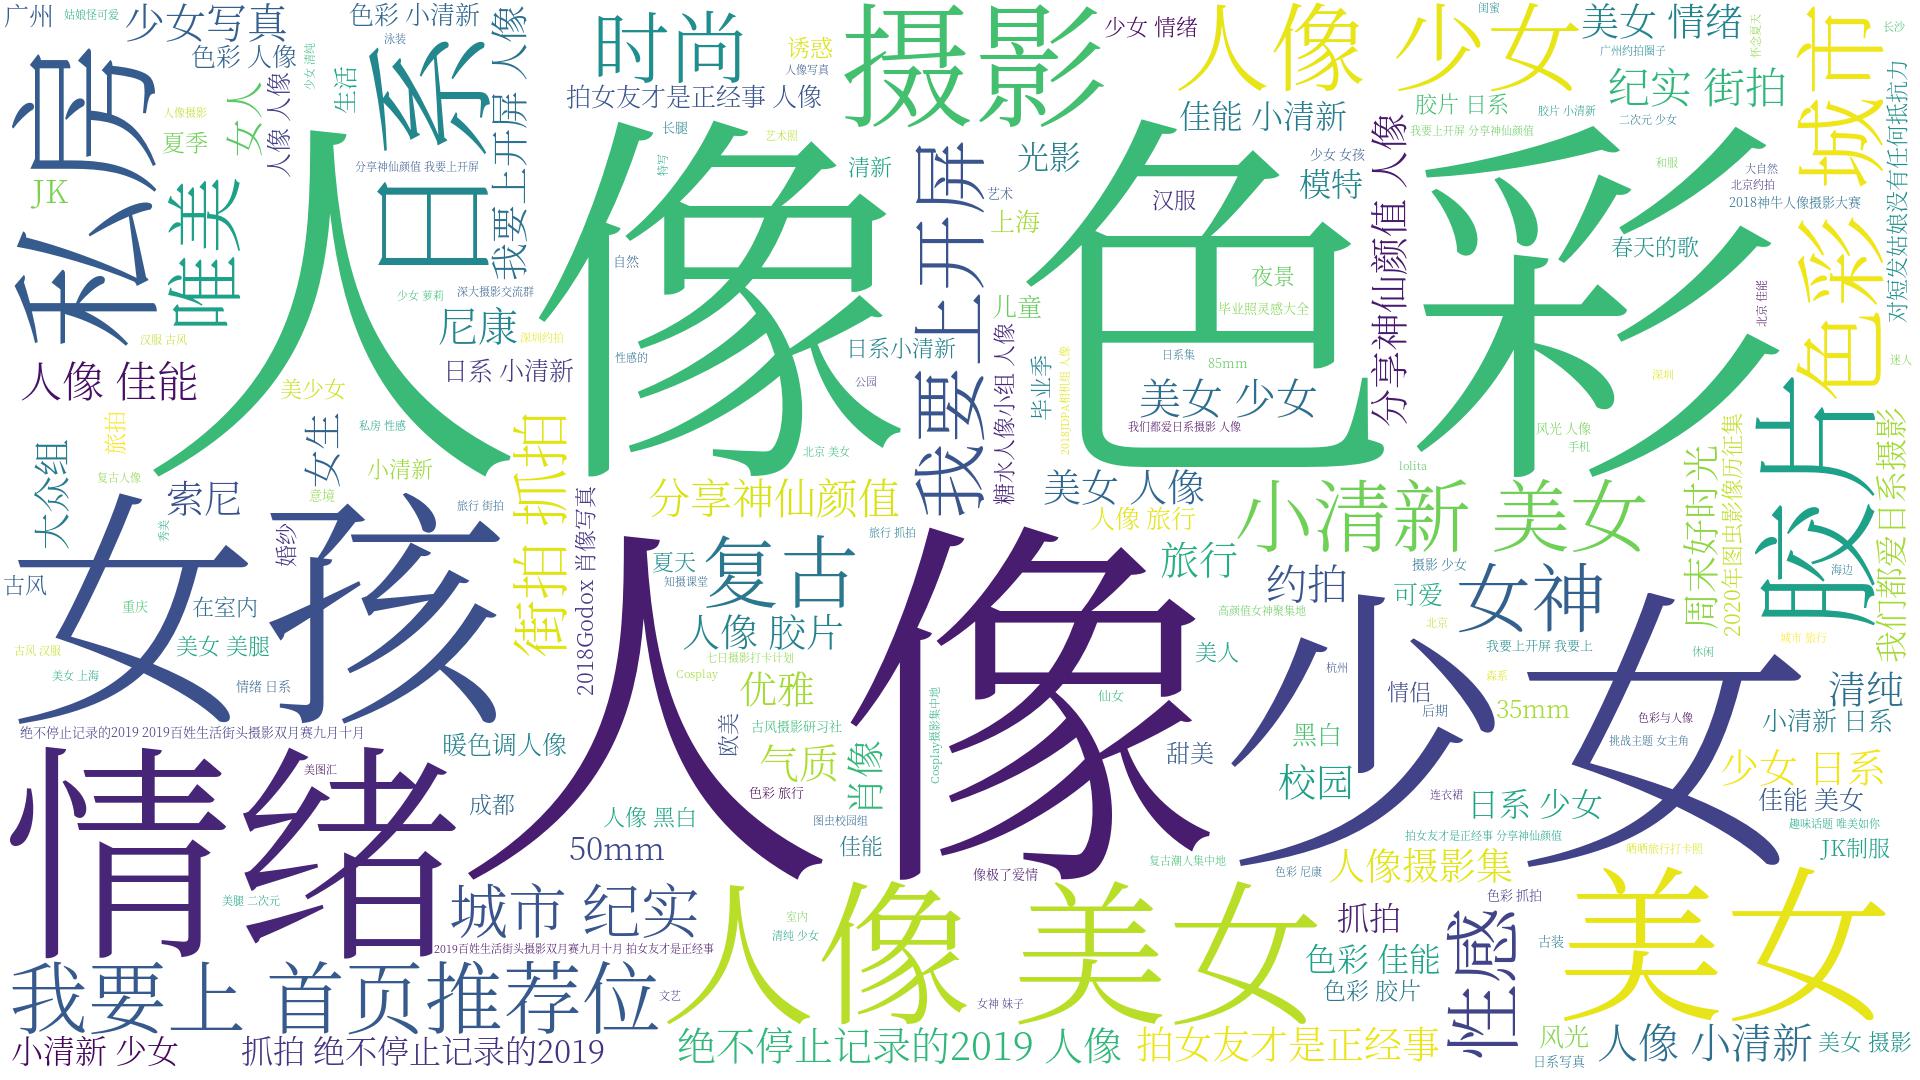 广州
姑娘怪可爱
少女写真
色彩 小清新
时尚
摄影
少女 情绪
人像 少女
闺蜜
美女 情绪
长沙
色彩 人像
泳装
诱惑
人像写真
广州约拍圈子
怀念夏天
城市 色彩
私房
少女 清纯
生活
日系
我要上开屏 人像
拍女友才是正经事 人像
佳能 小清新
胶片 日系
胶片 小清新
纪实 街拍
二次元 少女
对短发姑娘没有任何抵抗力
人像摄影
夏季
女人
人像 人像
长腿
艺术照
我要上开屏 分享神仙颜值
JK
唯美
分享神仙颜值 我要上开屏
特写
清新
我要上开屏
光影
少女 女孩
模特
分享神仙颜值 人像
和服
大自然
北京约拍
2018神牛人像摄影大赛
人像 色彩
艺术
汉服
上海
春天的歌
自然
夜景
少女 萝莉
深大摄影交流群
儿童
毕业照灵感大全
北京 佳能
汉服 古风
尼康
深圳约拍
性感的
日系小清新
糖水人像小组 人像
日系集
85mm
迷人
人像 佳能
日系 小清新
公园
毕业季
2018JDPA相机组 人像
深圳
美少女
美女 少女
胶片
旅拍
女生
私房 性感
街拍 抓拍
我们都爱日系摄影 人像
风光 人像
手机
2020年图虫影像历征集
我们都爱日系摄影
大众组
小清新
北京 美女
lolita
周末好时光
复古人像
索尼
意境
旅行 街拍
2018Godox 肖像写真
分享神仙颜值
美女 人像
小清新 美女
人像 旅行
女孩
秀美
婚纱
旅行 抓拍
夏天
知摄课堂
复古
旅行
约拍
摄影 少女
女神
海边
古风
重庆
在室内
人像 胶片
可爱
高颜值女神聚集地
北京
古风 汉服
美女 美腿
美人
我要上开屏 我要上
休闲
城市 旅行
七日摄影打卡计划
Cosplay
人像 少女
杭州
美女 上海
情绪 日系
优雅
Cosplay摄影集中地
仙女
情侣
后期
森系
35mm
清纯
色彩与人像
小清新 日系
绝不停止记录的2019 2019百姓生活街头摄影双月赛九月十月
暖色调人像
欧美
古风摄影研习社
黑白
挑战主题 女主角
情绪
美图汇
气质
肖像
甜美
校园
少女 日系
成都
色彩 旅行
连衣裙
日系 少女
佳能 美女
人像 黑白
图虫校园组
趣味话题 唯美如你
50mm
佳能
复古潮人集中地
拍女友才是正经事 分享神仙颜值
晒晒旅行打卡照
JK制服
像极了爱情
色彩 尼康
人像摄影集
美腿 二次元
城市 纪实
人像 美女
室内
清纯 少女
抓拍
色彩 抓拍
性感
美女
2019百姓生活街头摄影双月赛九月十月 拍女友才是正经事
色彩 佳能
古装
我要上 首页推荐位
文艺
女神 妹子
色彩 胶片
小清新 少女
抓拍 绝不停止记录的2019
绝不停止记录的2019 人像
拍女友才是正经事
风光
日系写真
人像 小清新
美女 摄影